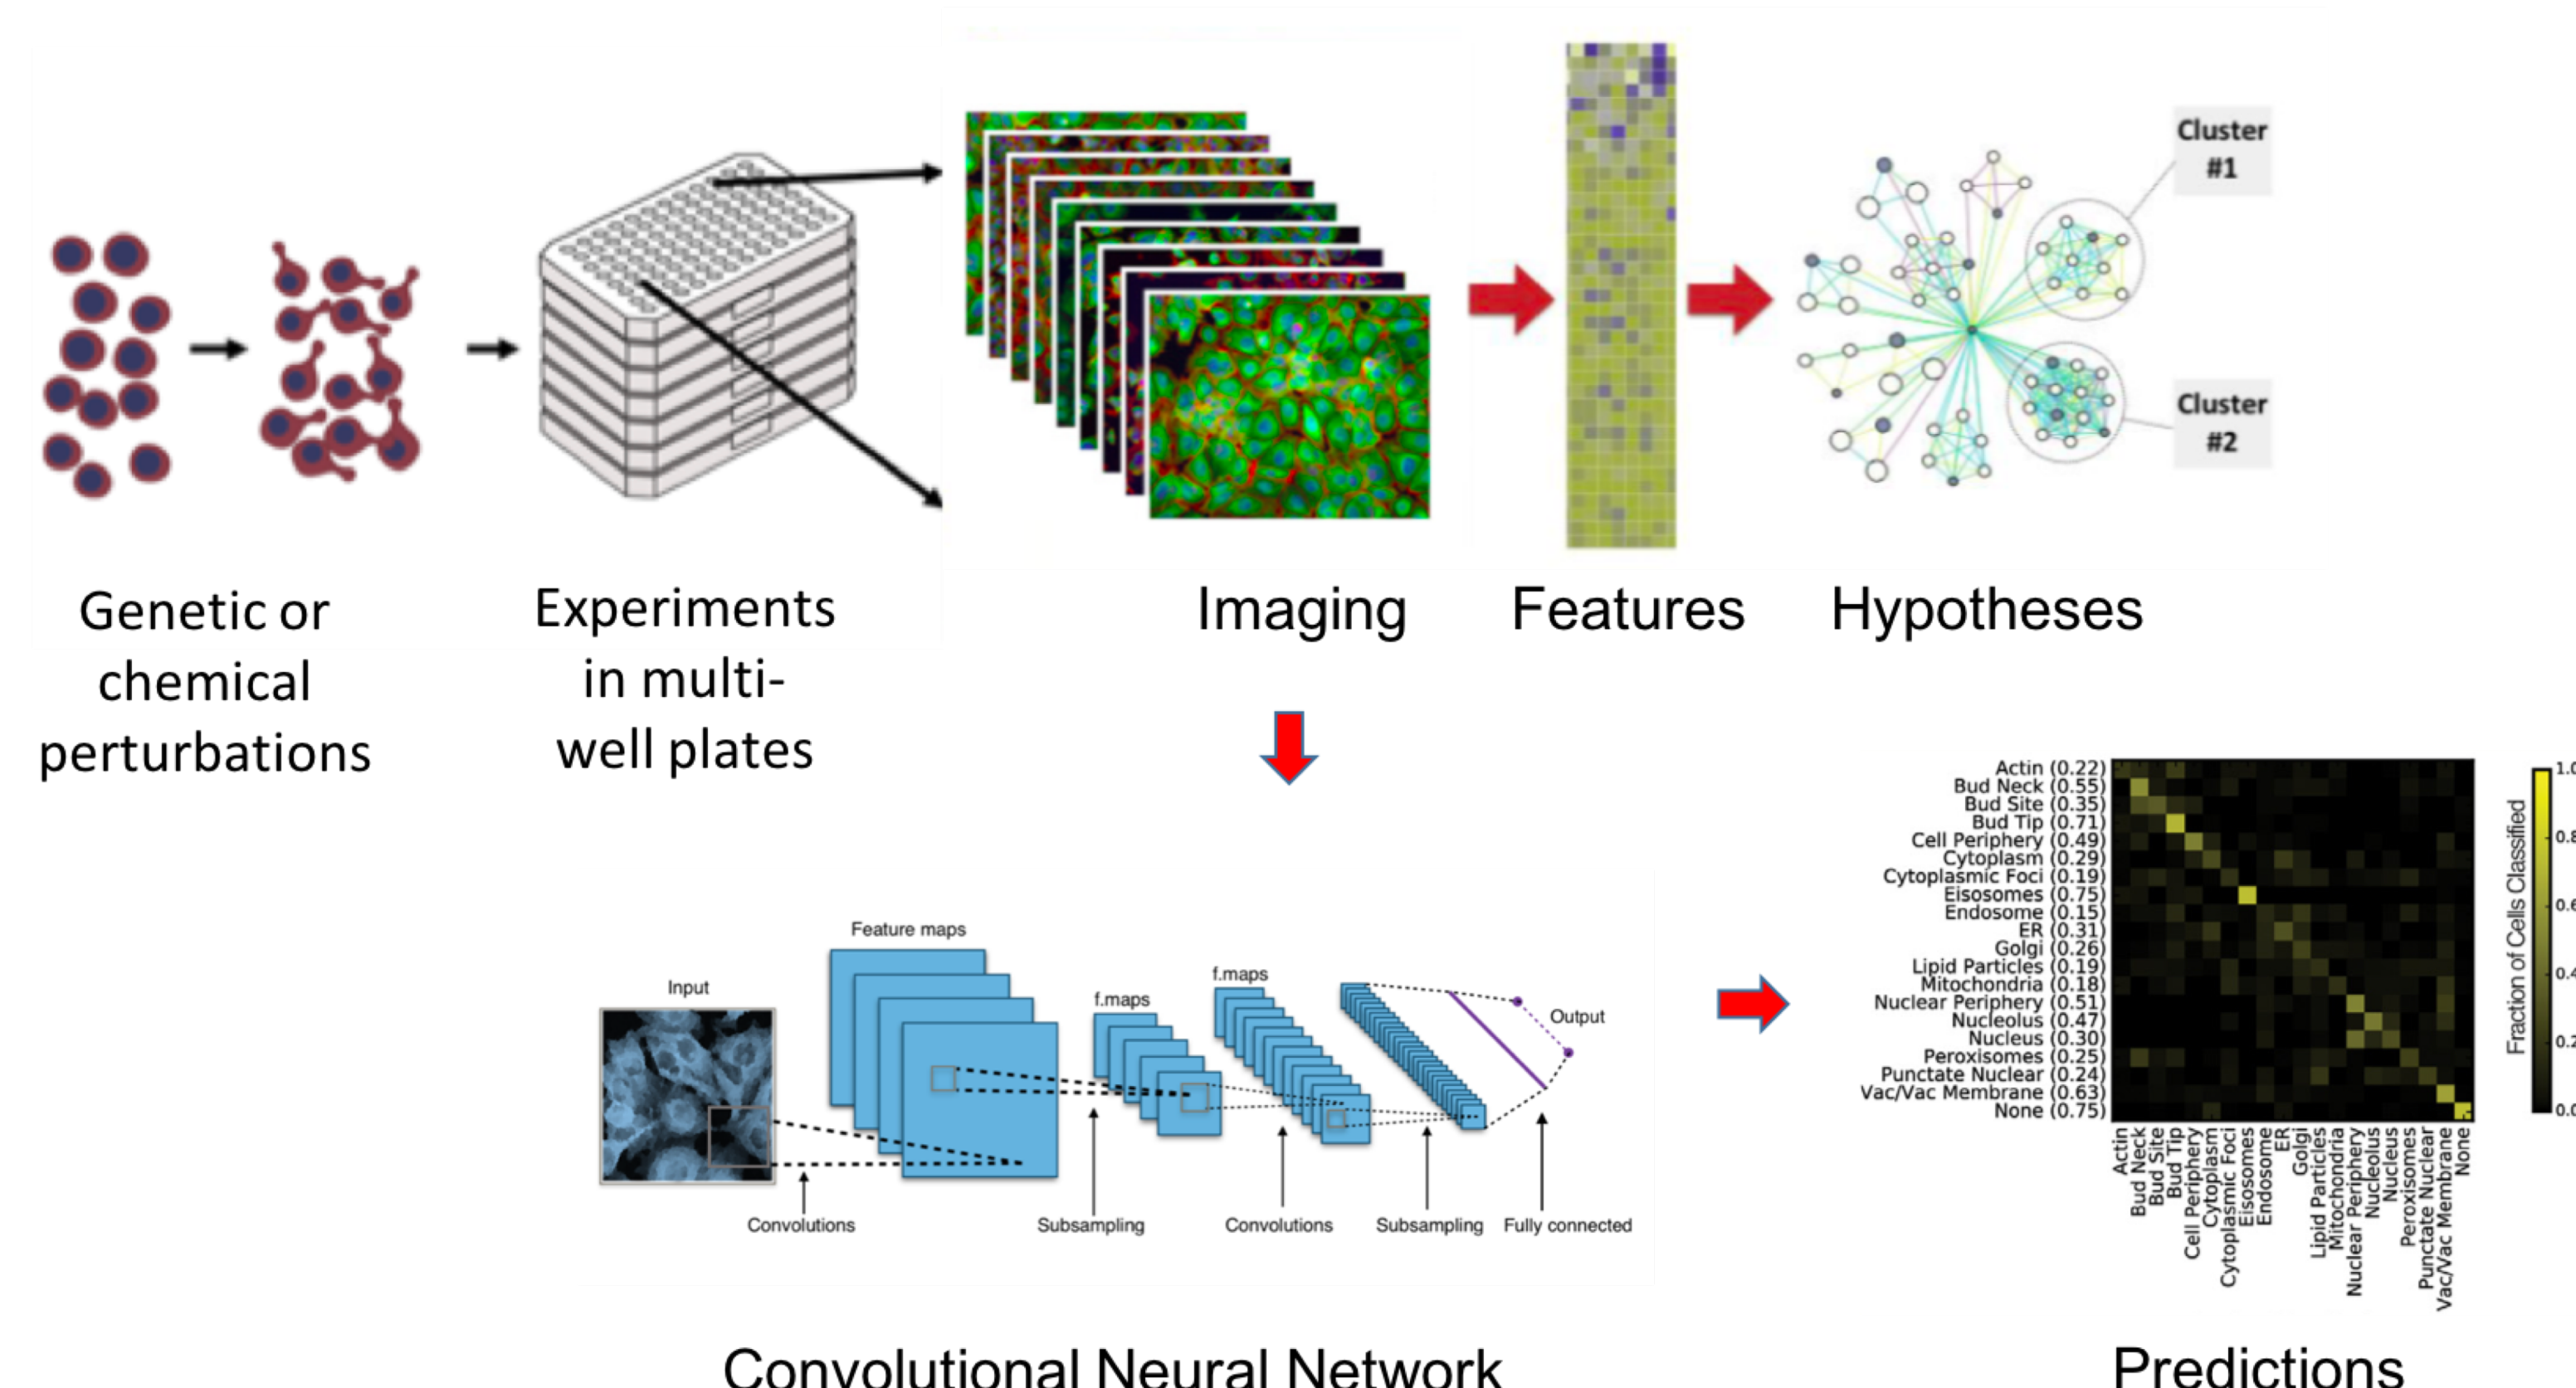 Cluster
#1
Cluster
#2
Genetic or
chemical
perturbations
Experiments
in multi-
well plates
Imaging
Features
Hypotheses
Input
Feature maps
f.maps
f.maps
Output
Convolutions
Subsampling
Convolutions
Subsampling
Fully connected
Convolutional Neural Network
Actin (0.22)
Bud Neck (0.55)
Bud Site (0.35)
Bud Tip (0.71)
Cell Periphery (0.49)
Cytoplasm (0.29)
Cytoplasmic Foci (0.19)
Eisosomes (0.75)
Endosome (0.15)
ER (0.31)
Golgi (0.26)
Lipid Particles (0.19)
Mitochondria (0.18)
Nuclear Periphery (0.51)
Nucleolus (0.47)
Nucleus (0.30)
Peroxisomes (0.25)
Punctate Nuclear (0.24)
Vac/Vac Membrane (0.63)
None (0.75)
Actin
Bud Neck
Bud Site
Bud Tip
Cell Periphery
Cytoplasm
Cytoplasmic Foci
Eisosomes
Endosome
ER
Golgi
Lipid Particles
Mitochondria
Nuclear Periphery
Nucleolus
Nucleus
Peroxisomes
Punctate Nuclear
Vac/Vac Membrane
None
Fraction of Cells Classified
1.0
0.8
0.6
0.4
0.2
0.0
Predictions